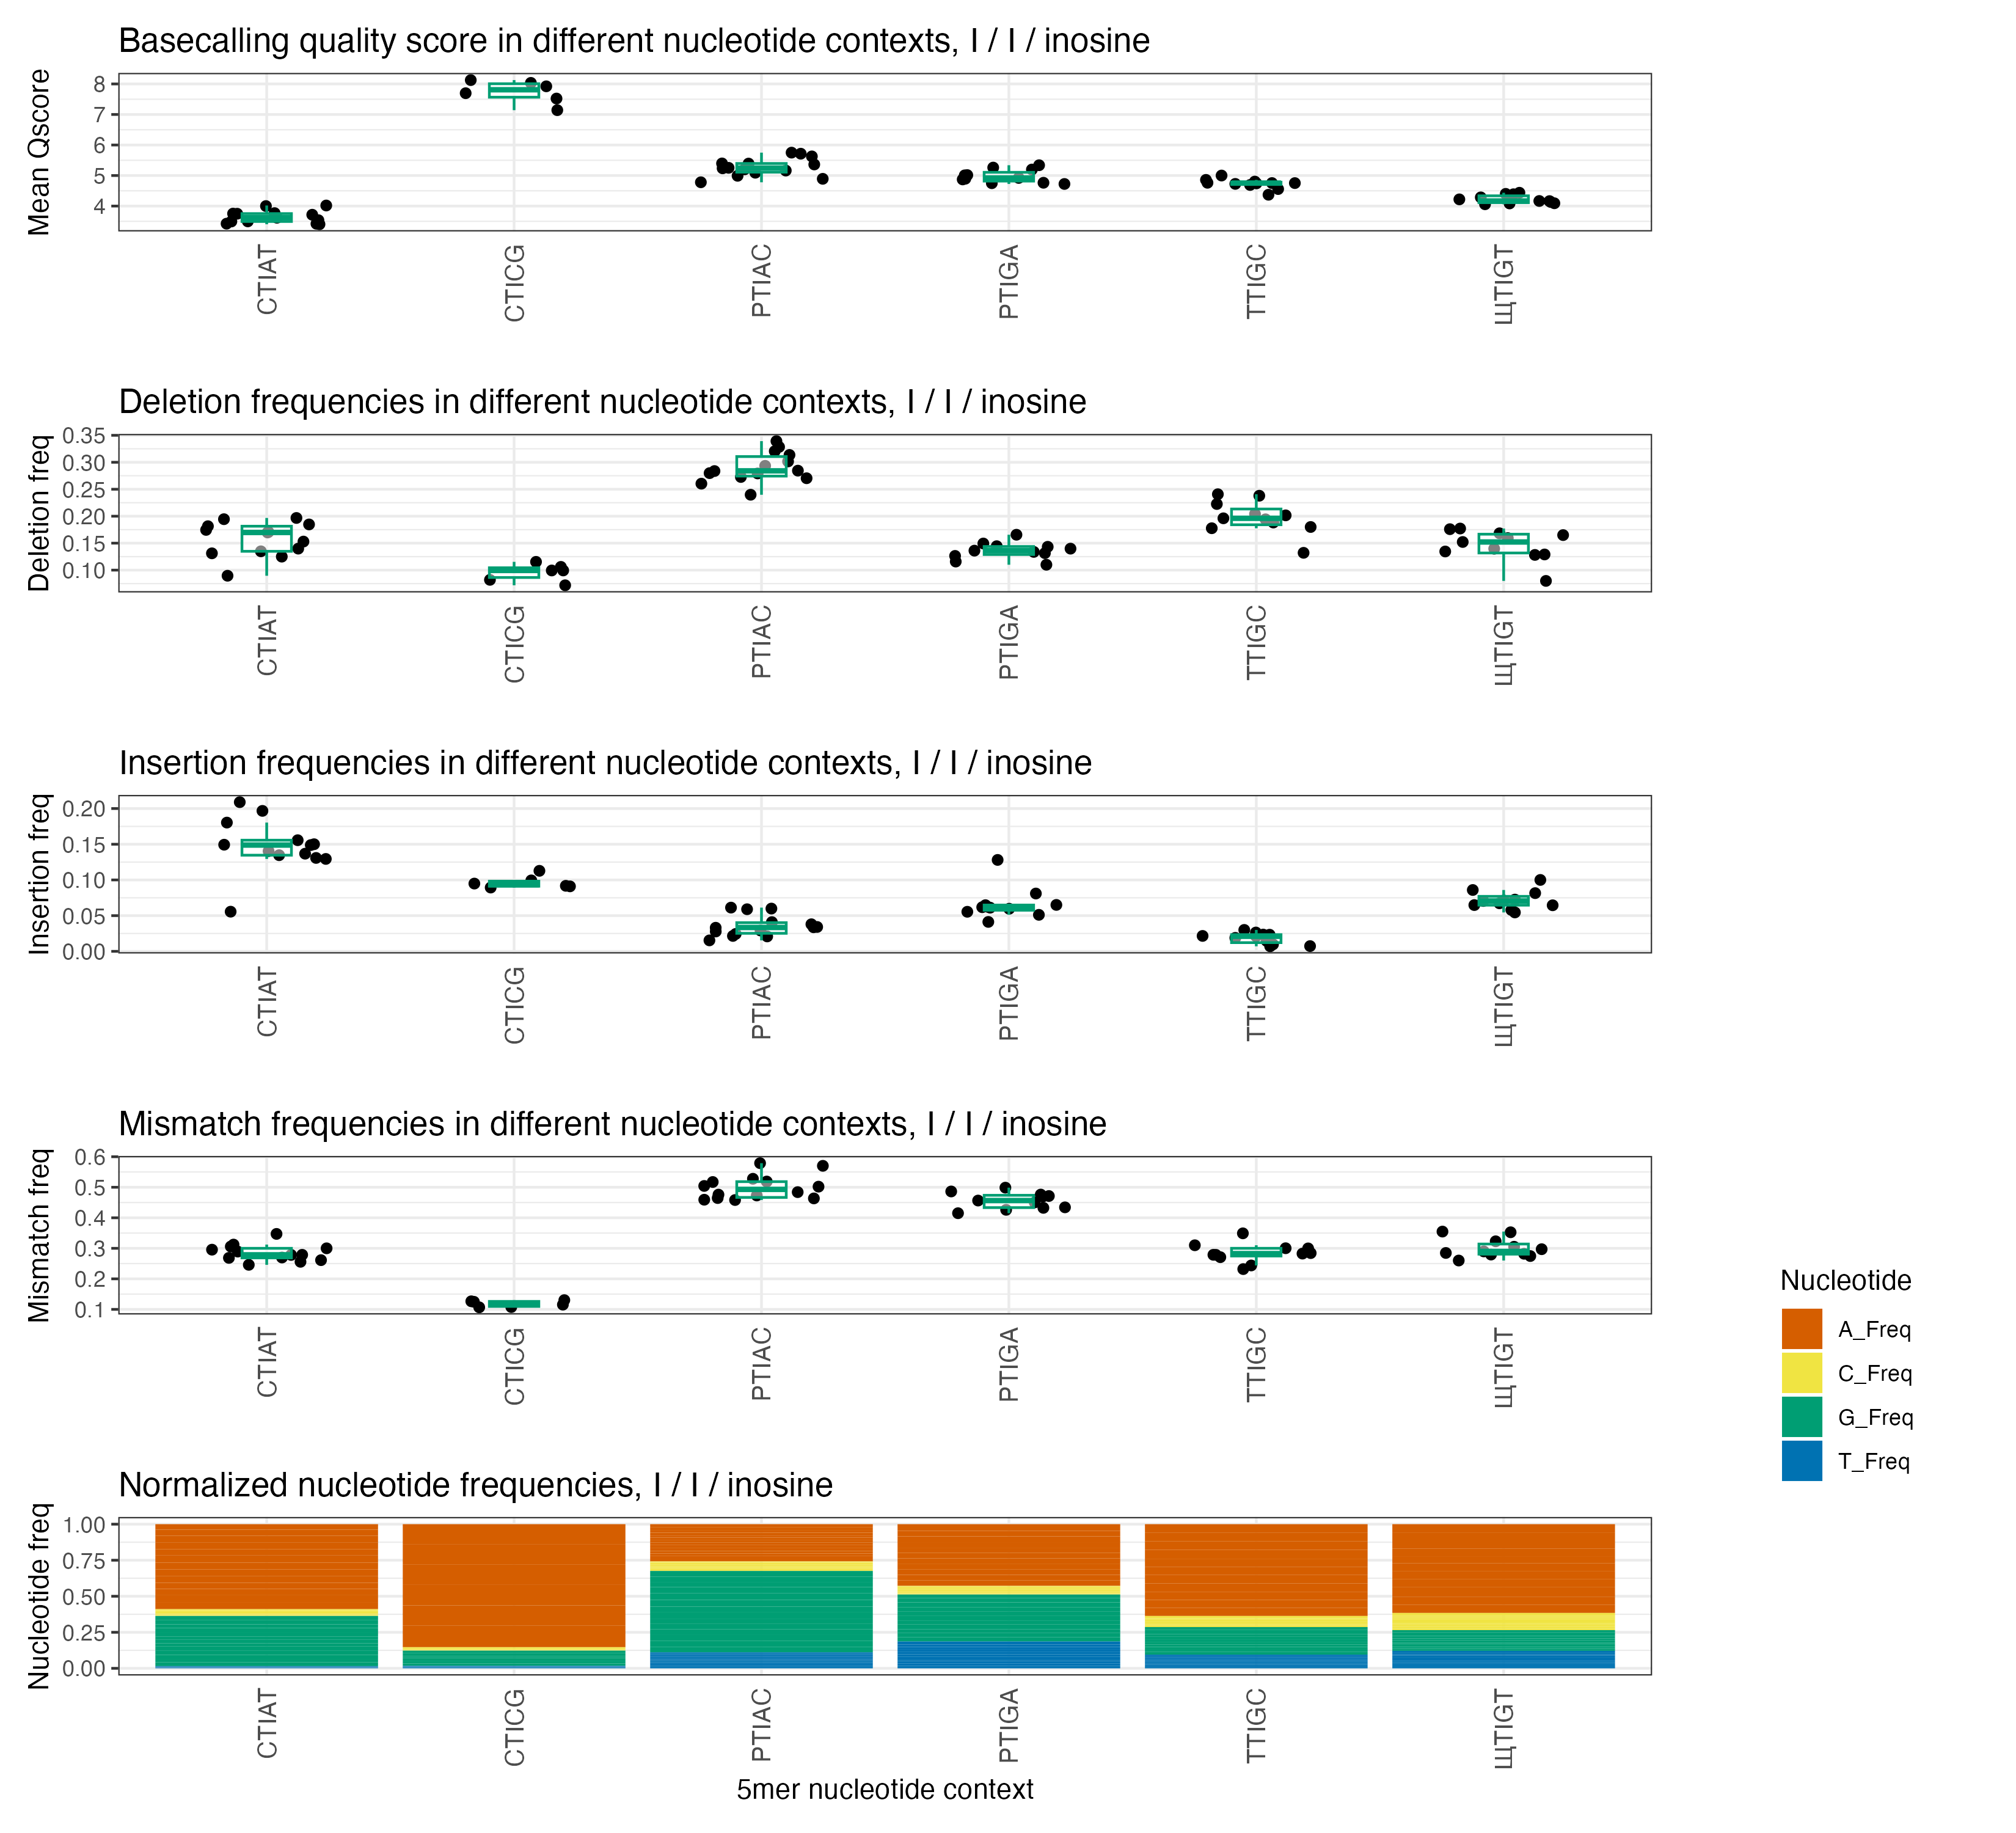 Basecalling quality score in different nucleotide contexts, I / I / inosine
Mean Qscore
8
7
6
5
4
CTIAT
CTICG
PTIAC
PTIGA
TTIGC
ЩTIGT
Deletion frequencies in different nucleotide contexts, I / I / inosine
Deletion freq
0.35
0.30
0.25
0.20
0.15
0.10
CTIAT
CTICG
PTIAC
PTIGA
TTIGC
ЩTIGT
Insertion frequencies in different nucleotide contexts, I / I / inosine
Insertion freq
0.20
0.15
0.10
0.05
0.00
CTIAT
CTICG
PTIAC
PTIGA
TTIGC
ЩTIGT
Mismatch frequencies in different nucleotide contexts, I / I / inosine
Mismatch freq
0.6
0.5
0.4
0.3
0.2
0.1
CTIAT
CTICG
PTIAC
PTIGA
TTIGC
ЩTIGT
Normalized nucleotide frequencies, I / I / inosine
Nucleotide freq
1.00
0.75
0.50
0.25
0.00
CTIAT
CTICG
PTIAC
PTIGA
TTIGC
ЩTIGT
5mer nucleotide context
Nucleotide
A_Freq
C_Freq
G_Freq
T_Freq